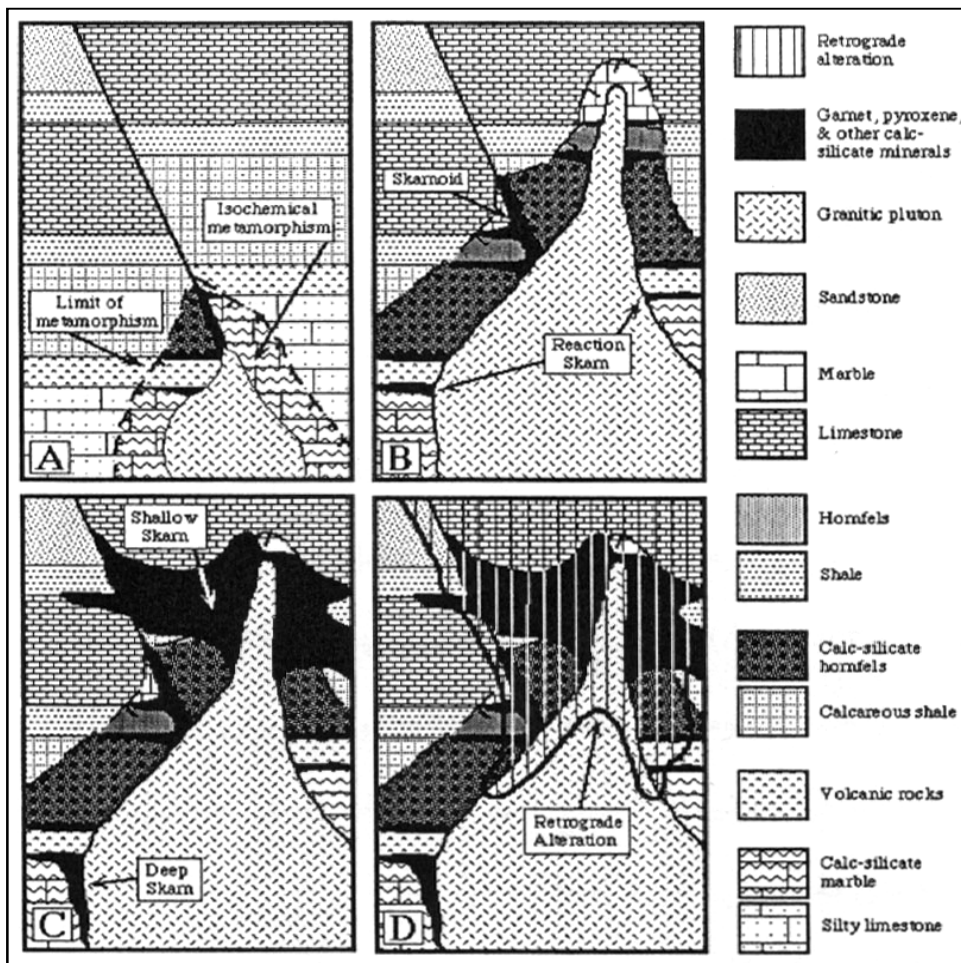 Isochemical
metamorphism
Limit of
metamorphism
A
Skarnoid
Reaction
Skarn
B
Shallow
Skarn
Deep
Skarn
C
Retrograde
Alteration
D
Retrograde
alteration
Garnet, pyroxene,
& other calc-
silicate minerals
Granitic pluton
Sandstone
Marble
Limestone
Hornfels
Shale
Calc-silicate
hornfels
Calcareous shale
Volcanic rocks
Calc-silicate
marble
Silty limestone